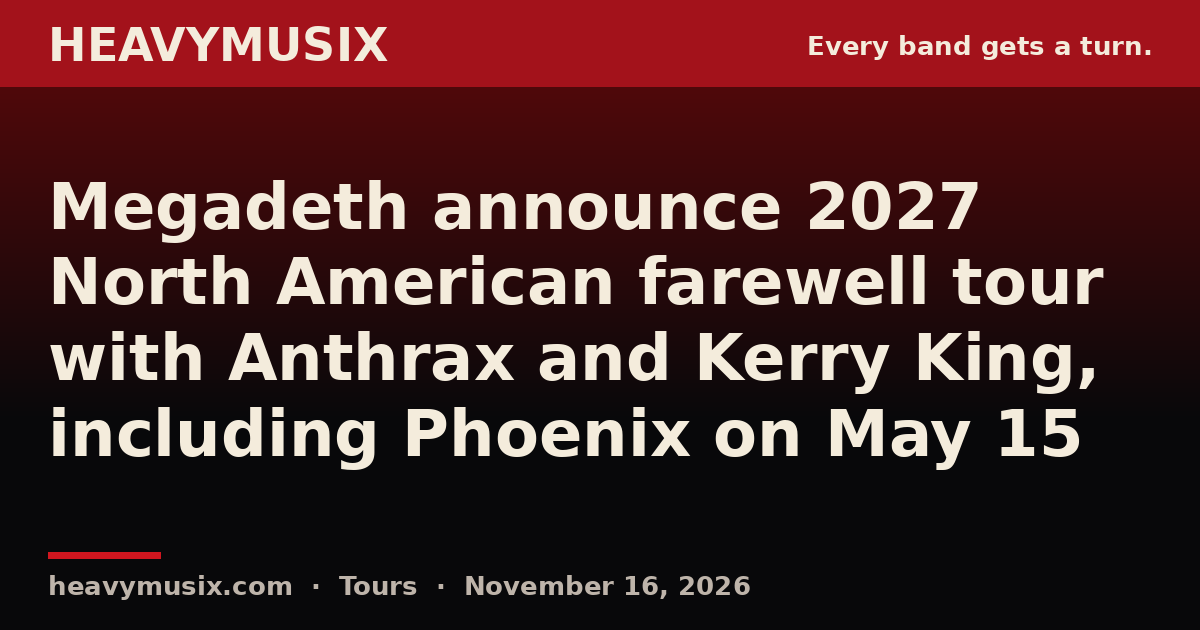 HEAVYMUSIX
Every band gets a turn.
Megadeth announce 2027
North American farewell tour
with Anthrax and Kerry King,
including Phoenix on May 15
heavymusix.com · Tours · November 16, 2026